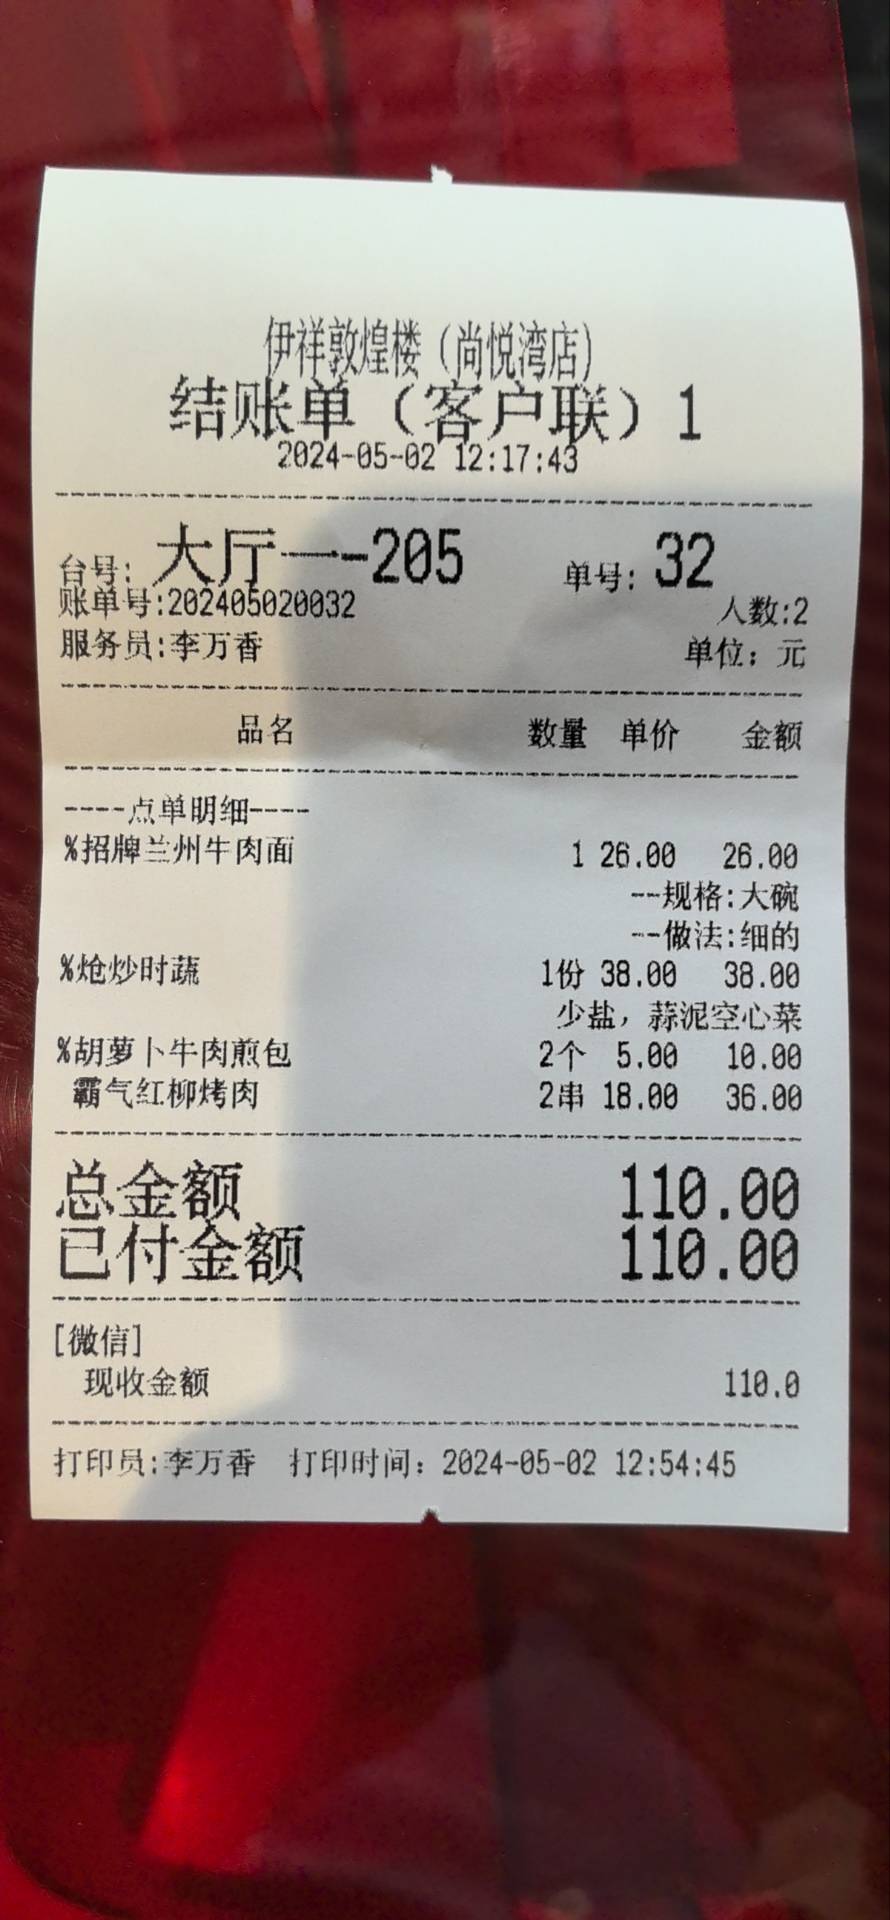 伊祥敦煌楼（尚悦湾店）
结账单（客户联）1
2024-05-02 12:17:43
台号: 大厅一-205 单号: 32
账单号:202405020032 人数:2
服务员:李万香 单位：元
品名 数量 单价 金额
----点单明细----
%招牌兰州牛肉面 1 26.00 26.00
--规格:大碗
--做法:细的
%炝炒时蔬 1份 38.00 38.00
少盐，蒜泥空心菜
%胡萝卜牛肉煎包 2个 5.00 10.00
霸气红柳烤肉 2串 18.00 36.00
总金额 110.00
已付金额 110.00
[微信]
现收金额 110.0
打印员:李万香 打印时间：2024-05-02 12:54:45